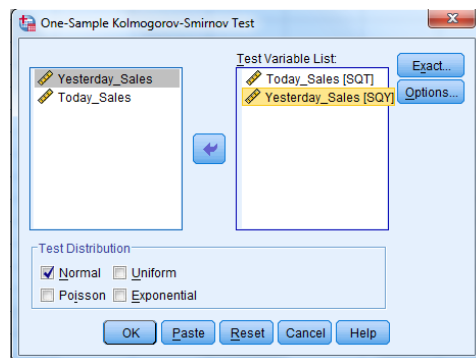 One-Sample Kolmogorov-Smirnov Test
Test Variable List:
Yesterday_Sales
Today_Sales
Today_Sales [SQT]
Yesterday_Sales [SQY]
Exact...
Options...
Test Distribution
Normal Uniform
Poisson Exponential
OK Paste Reset Cancel Help